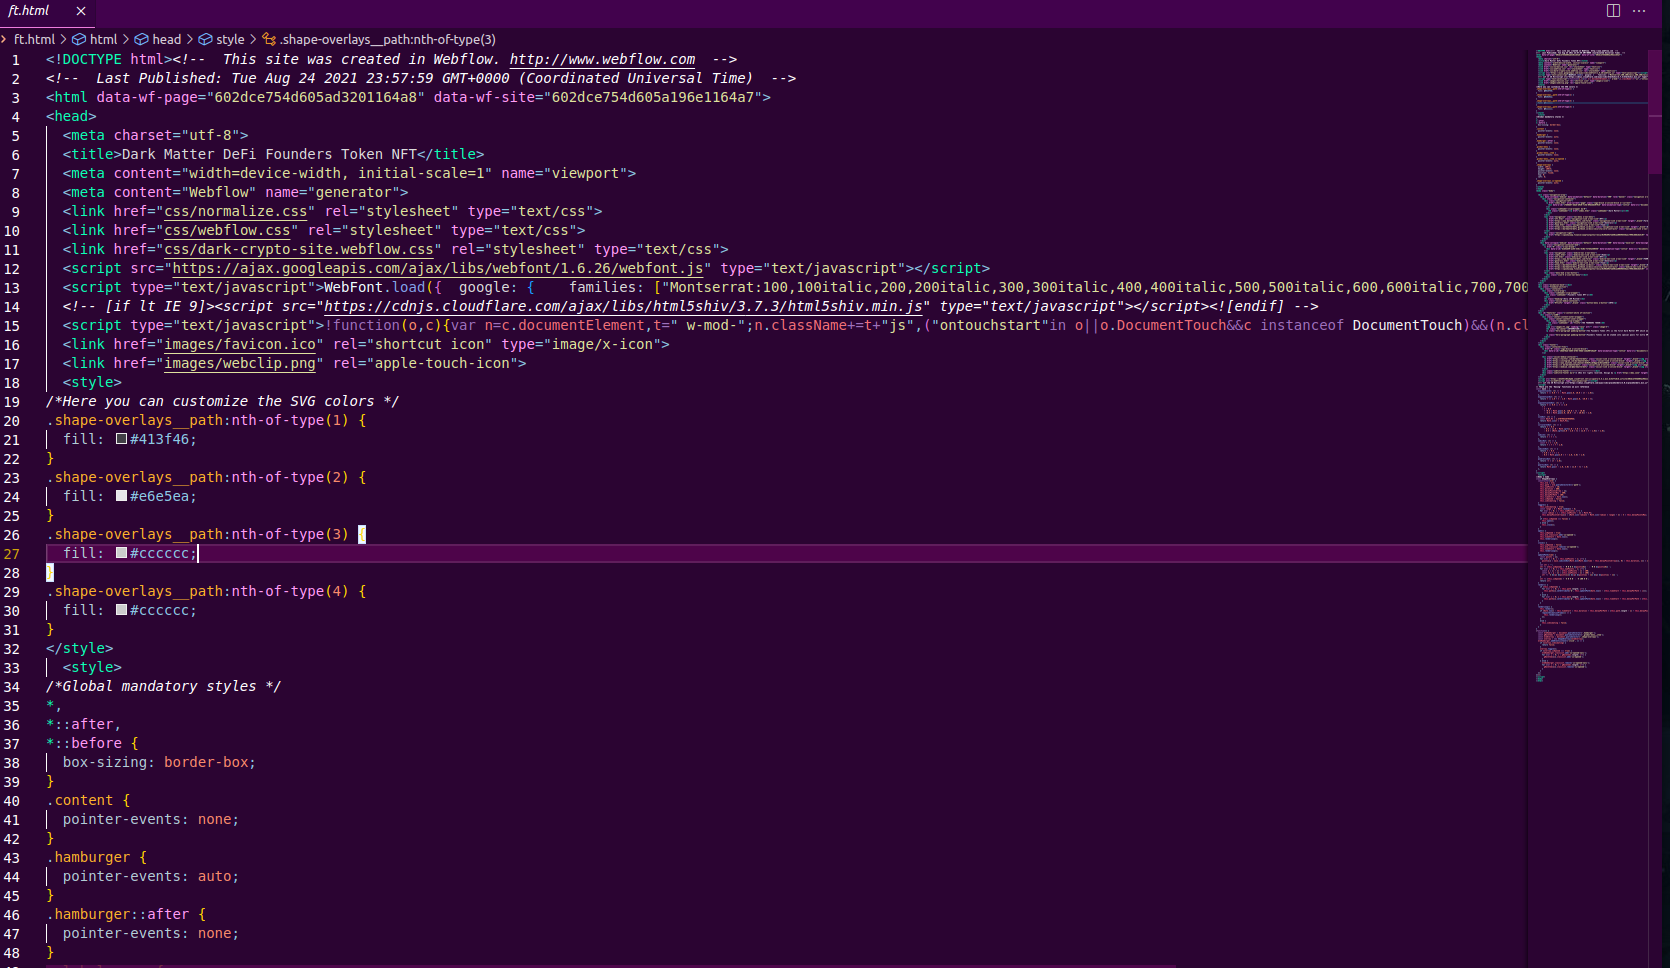 ft.html
ft.html > html > head > style > .shape-overlays__path:nth-of-type(3)
1 <!DOCTYPE html><!--  This site was created in Webflow. http://www.webflow.com  -->
2 <!--  Last Published: Tue Aug 24 2021 23:57:59 GMT+0000 (Coordinated Universal Time)  -->
3 <html data-wf-page="602dce754d605ad3201164a8" data-wf-site="602dce754d605a196e1164a7">
4 <head>
5   <meta charset="utf-8">
6   <title>Dark Matter DeFi Founders Token NFT</title>
7   <meta content="width=device-width, initial-scale=1" name="viewport">
8   <meta content="Webflow" name="generator">
9   <link href="css/normalize.css" rel="stylesheet" type="text/css">
10   <link href="css/webflow.css" rel="stylesheet" type="text/css">
11   <link href="css/dark-crypto-site.webflow.css" rel="stylesheet" type="text/css">
12   <script src="https://ajax.googleapis.com/ajax/libs/webfont/1.6.26/webfont.js" type="text/javascript"></script>
13   <script type="text/javascript">WebFont.load({  google: {    families: ["Montserrat:100,100italic,200,200italic,300,300italic,400,400italic,500,500italic,600,600italic,700,700
14   <!-- [if lt IE 9]><script src="https://cdnjs.cloudflare.com/ajax/libs/html5shiv/3.7.3/html5shiv.min.js" type="text/javascript"></script><![endif] -->
15   <script type="text/javascript">!function(o,c){var n=c.documentElement,t=" w-mod-";n.className+=t+"js",("ontouchstart"in o||o.DocumentTouch&&c instanceof DocumentTouch)&&(n.cl
16   <link href="images/favicon.ico" rel="shortcut icon" type="image/x-icon">
17   <link href="images/webclip.png" rel="apple-touch-icon">
18   <style>
19 /*Here you can customize the SVG colors */
20 .shape-overlays__path:nth-of-type(1) {
21   fill: #413f46;
22 }
23 .shape-overlays__path:nth-of-type(2) {
24   fill: #e6e5ea;
25 }
26 .shape-overlays__path:nth-of-type(3) {
27   fill: #cccccc;
28 }
29 .shape-overlays__path:nth-of-type(4) {
30   fill: #cccccc;
31 }
32 </style>
33   <style>
34 /*Global mandatory styles */
35 *,
36 *::after,
37 *::before {
38   box-sizing: border-box;
39 }
40 .content {
41   pointer-events: none;
42 }
43 .hamburger {
44   pointer-events: auto;
45 }
46 .hamburger::after {
47   pointer-events: none;
48 }